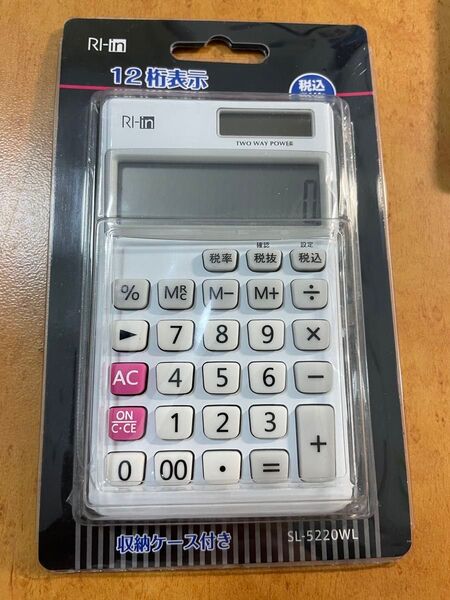 RI-in
12桁表示
税込
RI-in
TWO WAY POWER
0
確認 設定
税率 税抜 税込
% MRC M− M+ ÷
► 7 8 9 ×
AC 4 5 6 −
ON
C·CE 1 2 3 +
0 00 • =
収納ケース付き
SL-5220WL